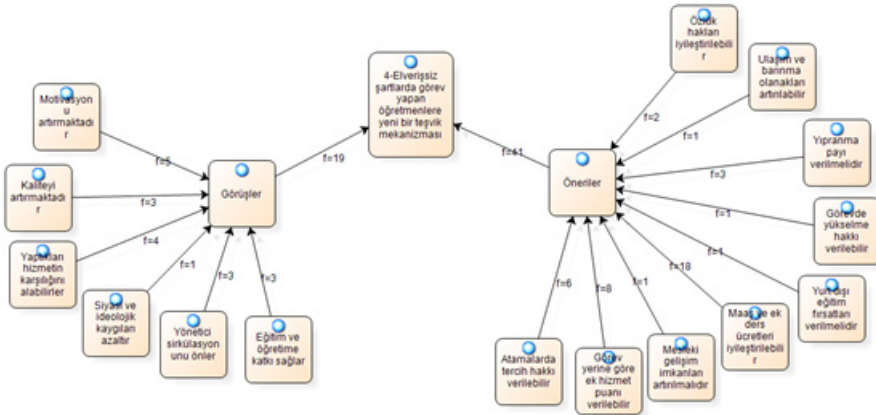 4-Elverişsiz
şartlarda görev
yapan
öğretmenlere
yeni bir teşvik
mekanizması
Görüşler
f=19
Motivasyon
u artırmaktadı
r
f=5
Kaliteyi
artırmaktadı
r
f=3
Yaptıkları
hizmetin
karşılığını
alabilirler
f=4
Siyasi ve
ideolojik
kaygıları
azaltır
f=1
Yönetici
sirkülasyon
unu önler
f=3
Eğitim ve
öğretime
katkı sağlar
f=3
Öneriler
f=41
Özlük
hakları
iyileştirilebili
r
f=2
Ulaşım ve
barınma
olanakları
artırılabilir
f=1
Yıpranma
payı
verilmelidir
f=3
Görevde
yükselme
hakkı
verilebilir
f=1
Yurt dışı
eğitim
fırsatları
verilmelidir
f=1
Maaş ve ek
ders
ücretleri
iyileştirilebilir
f=18
Mesleki
gelişim
imkanları
artırılmalıdır
f=1
Görev
yerine göre
ek hizmet
puanı
verilebilir
f=8
Atamalarda
tercih hakkı
verilebilir
f=6